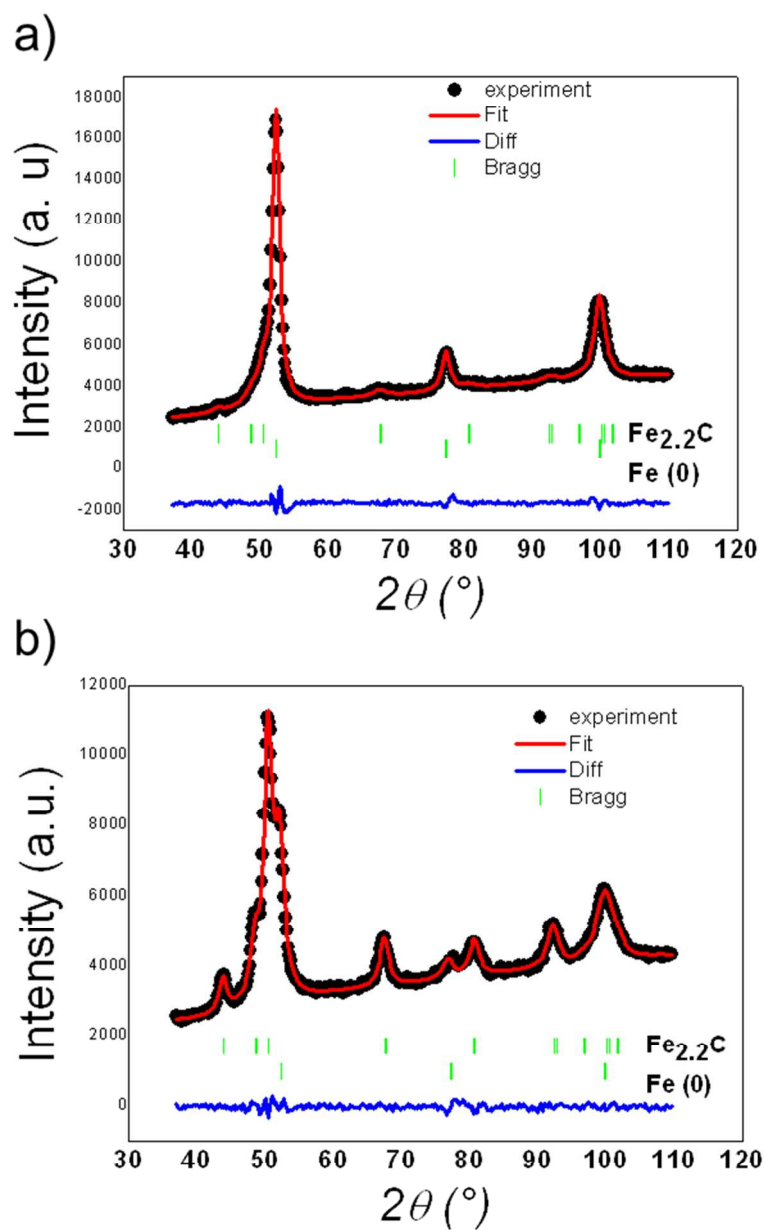 a)
Intensity (a. u)
18000
16000
14000
12000
10000
8000
6000
4000
2000
0
-2000
experiment
Fit
Diff
Bragg
Fe2.2C
Fe (0)
30 40 50 60 70 80 90 100 110 120
2θ (°)
b)
Intensity (a.u.)
12000
10000
8000
6000
4000
2000
0
experiment
Fit
Diff
Bragg
Fe2.2C
Fe (0)
30 40 50 60 70 80 90 100 110 120
2θ (°)